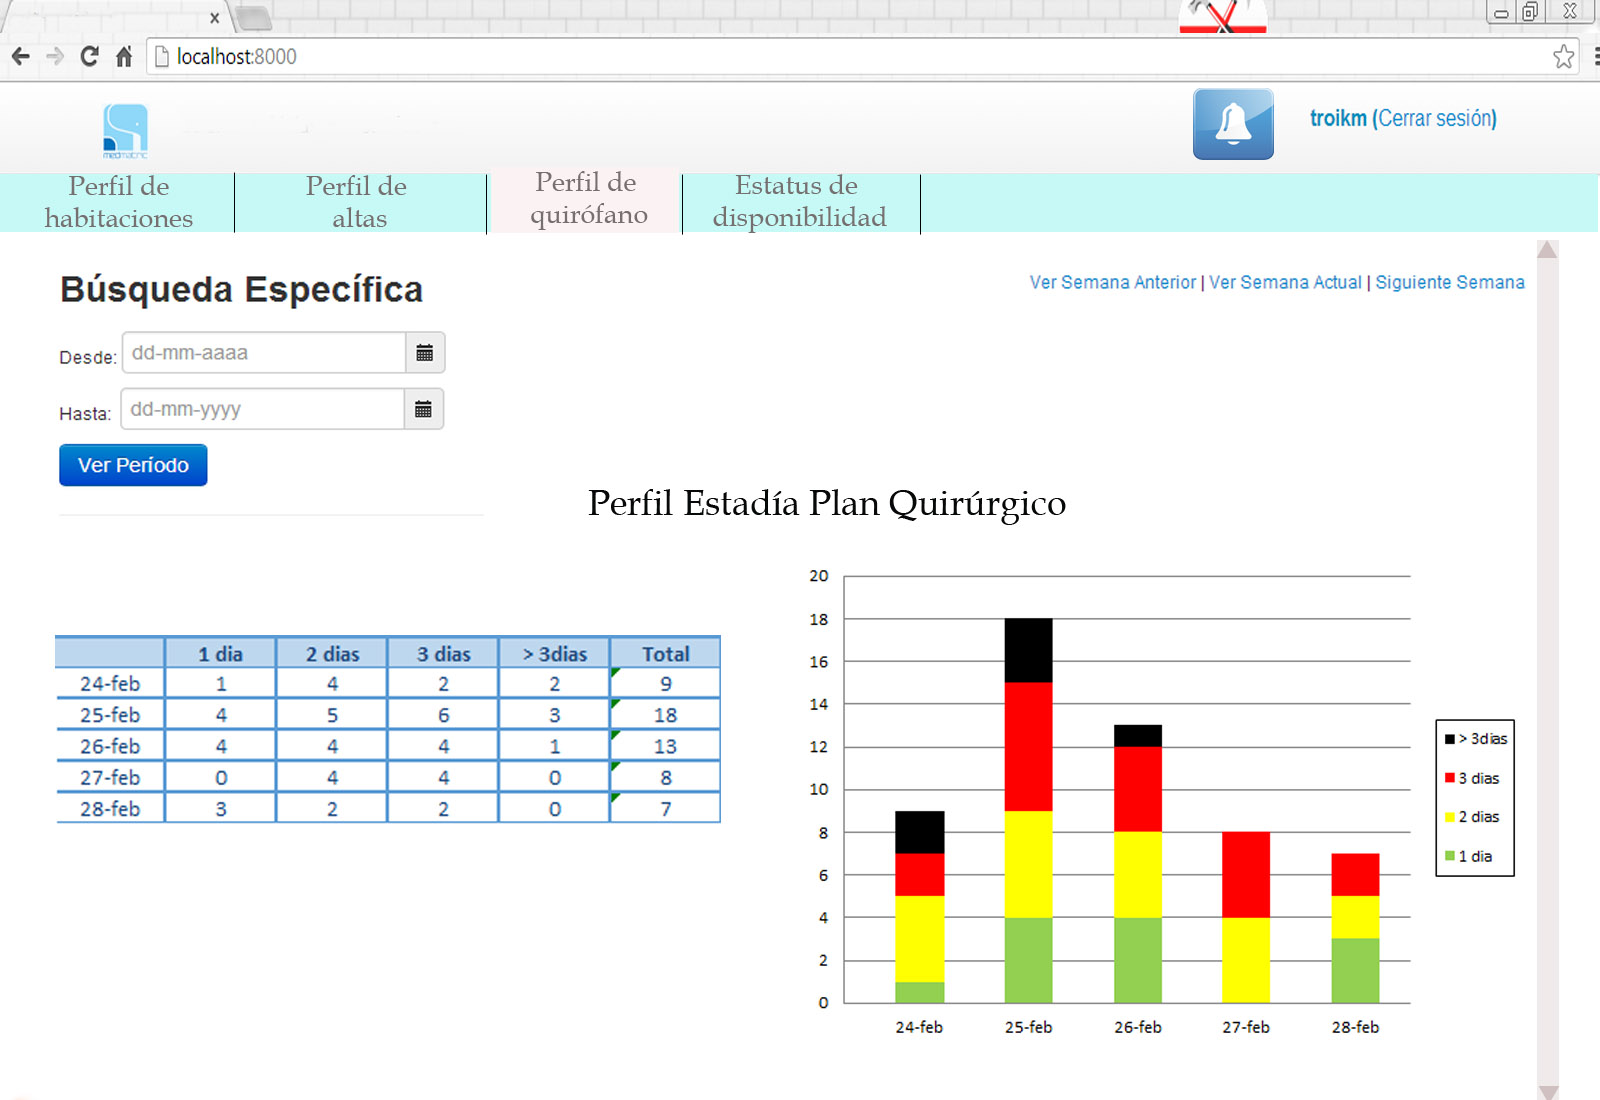 x
localhost:8000
medmatric
troikm (Cerrar sesión)
Perfil de
habitaciones
Perfil de
altas
Perfil de
quirófano
Estatus de
disponibilidad
Búsqueda Específica
Ver Semana Anterior | Ver Semana Actual | Siguiente Semana
Desde: dd-mm-aaaa
Hasta: dd-mm-yyyy
Ver Período
Perfil Estadía Plan Quirúrgico
1 dia 2 dias 3 dias > 3dias Total
24-feb 1 4 2 2 9
25-feb 4 5 6 3 18
26-feb 4 4 4 1 13
27-feb 0 4 4 0 8
28-feb 3 2 2 0 7
20
18
16
14
12
10
8
6
4
2
0
24-feb 25-feb 26-feb 27-feb 28-feb
> 3dias
3 dias
2 dias
1 dia